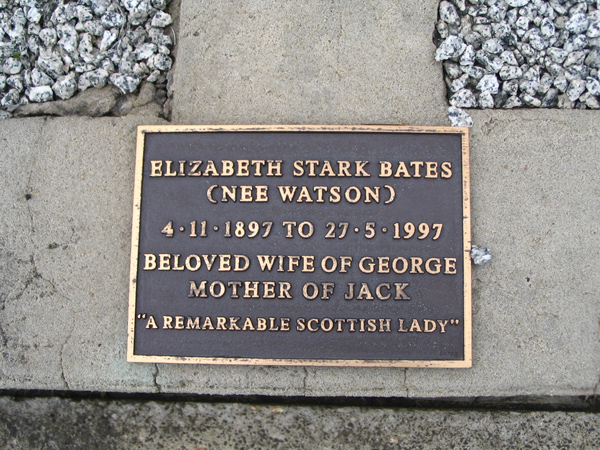 ELIZABETH STARK BATES
(NEE WATSON)
4·11·1897 TO 27·5·1997
BELOVED WIFE OF GEORGE
MOTHER OF JACK
"A REMARKABLE SCOTTISH LADY"